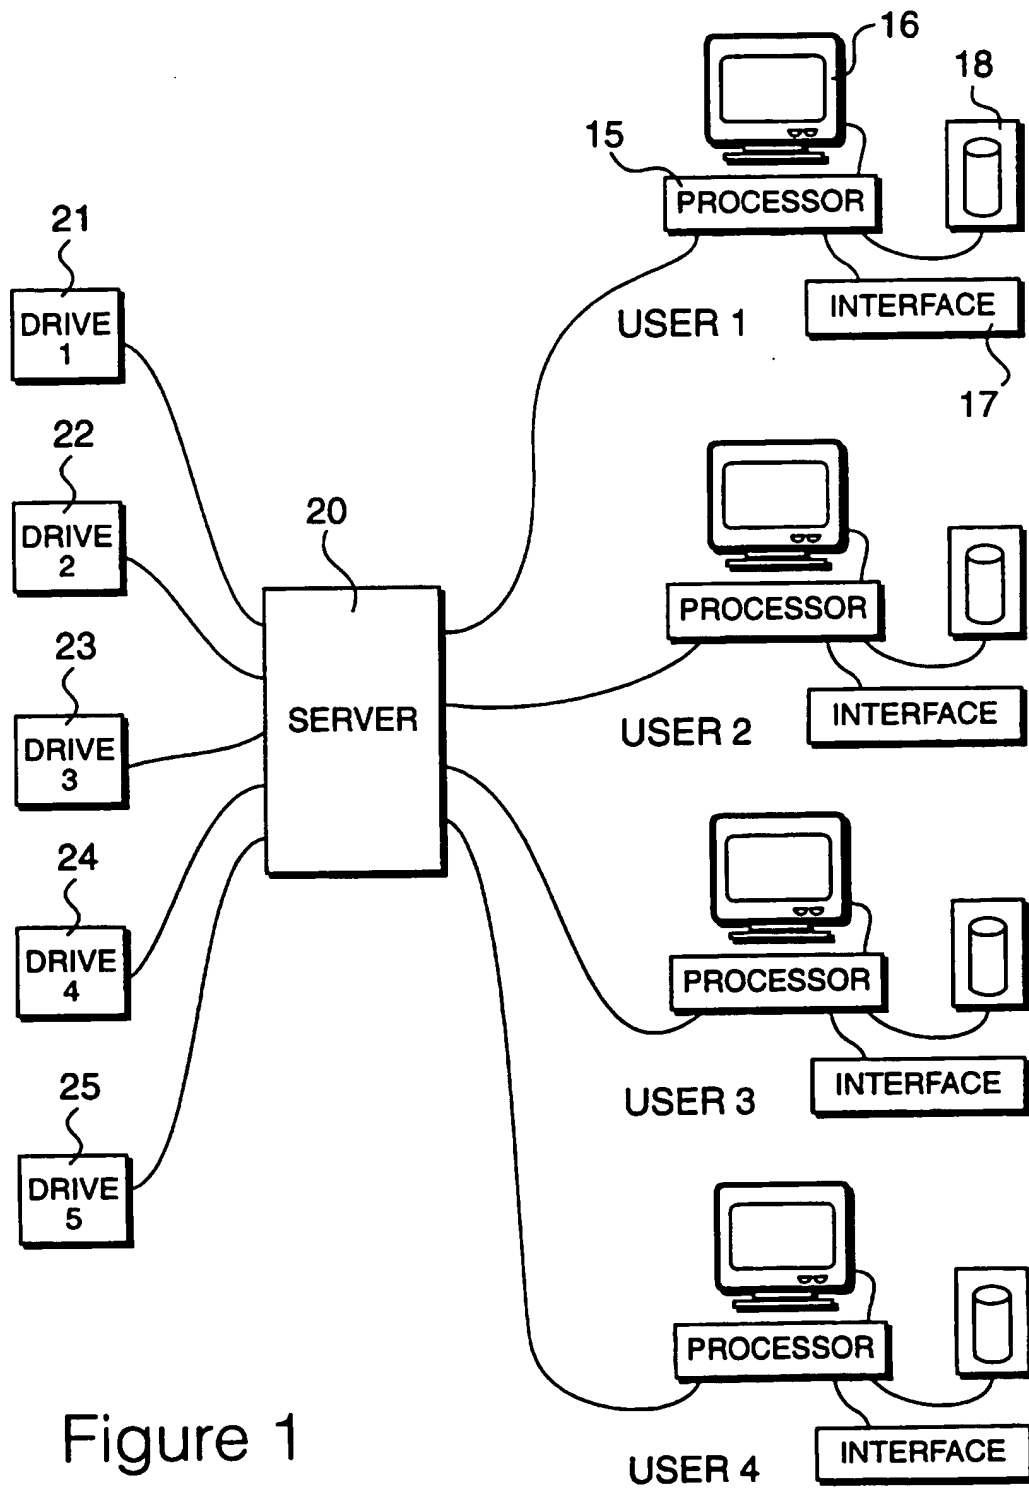 16
18
15
PROCESSOR
INTERFACE
USER 1
17
21
DRIVE
1
22
DRIVE
2
23
DRIVE
3
24
DRIVE
4
25
DRIVE
5
20
SERVER
PROCESSOR
INTERFACE
USER 2
PROCESSOR
INTERFACE
USER 3
PROCESSOR
INTERFACE
USER 4
Figure 1